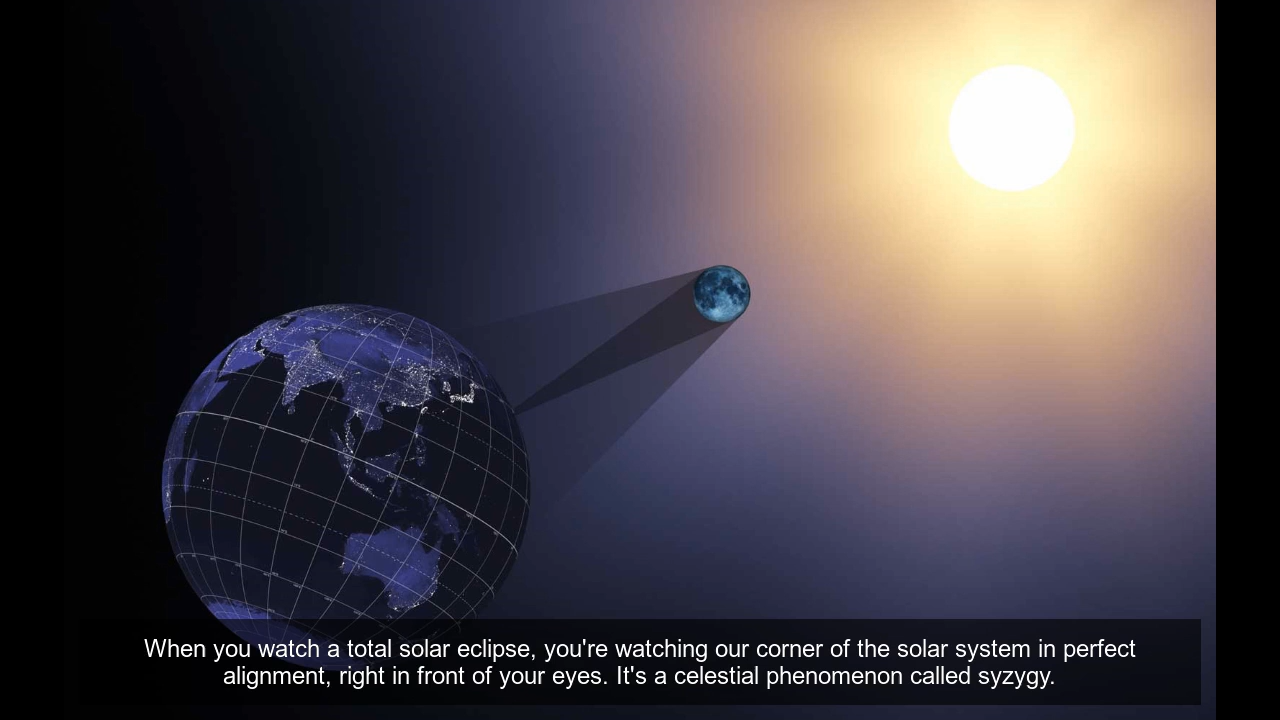 When you watch a total solar eclipse, you're watching our corner of the solar system in perfect
alignment, right in front of your eyes. It's a celestial phenomenon called syzygy.